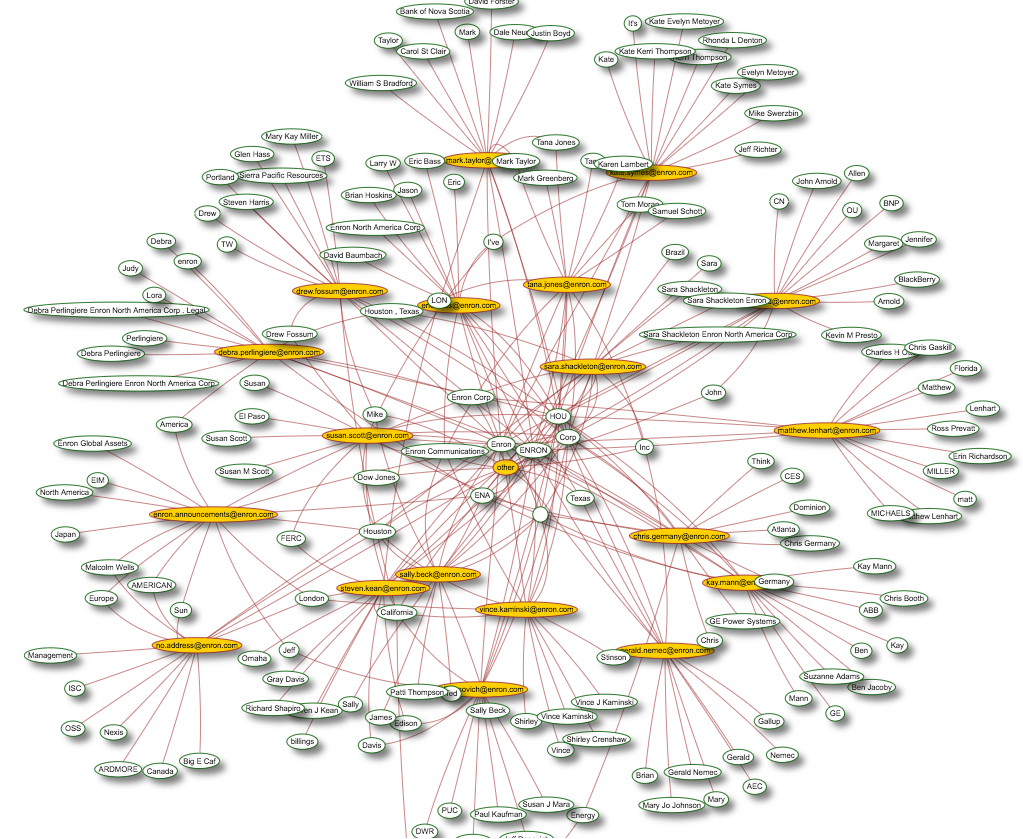 David Forster
Bank of Nova Scotia
It's
Kate Evelyn Metoyer
Mark
Justin Boyd
Taylor
Carol St Clair
Rhonda L Denton
Kate Kerri Thompson
Thompson
Kate
Evelyn Metoyer
William S Bradford
Kate Symes
Mike Swerzbin
Mary Kay Miller
Tana Jones
Jeff Richter
Glen Hass
ETS
Larry W
Eric Bass
mark.taylor@
Mark Taylor
Karen Lambert
kate.symes@enron.com
Portland
Sierra Pacific Resources
Eric
Mark Greenberg
John Arnold
Allen
Brian Hoskins
Jason
Steven Harris
Drew
Tom Moran
Samuel Schott
CN
OU
BNP
Enron North America Corp
Debra
TW
I've
Margaret
Jennifer
enron
David Baumbach
Brazil
Sara
Judy
BlackBerry
Lora
drew.fossum@enron.com
LON
tana.jones@enron.com
Sara Shackleton
Sara Shackleton Enron
@enron.com
Arnold
Debra Perlingiere Enron North America Corp . Legal
Houston , Texas
Perlingiere
Drew Fossum
Sara Shackleton Enron North America Corp
Kevin M Presto
Debra Perlingiere
debra.perlingiere@enron.com
Chris Gaskill
Charles H
sara.shackleton@enron.com
Florida
Debra Perlingiere Enron North America Corp
Susan
Matthew
John
Enron Corp
Lenhart
America
El Paso
Mike
HOU
Ross Prevatt
matthew.lenhart@enron.com
Enron Global Assets
Susan Scott
susan.scott@enron.com
Enron
Corp
Enron Communications
ENRON
Inc
Erin Richardson
other
Think
Susan M Scott
Dow Jones
CES
MILLER
EIM
North America
ENA
Texas
matt
enron.announcements@enron.com
Dominion
MICHAELS
Lenhart
Japan
FERC
Houston
chris.germany@enron.com
Atlanta
Chris Germany
Malcolm Wells
Kay Mann
AMERICAN
sally.beck@enron.com
steven.kean@enron.com
kay.mann@en
Germany
Europe
London
Sun
California
vince.kaminski@enron.com
Chris Booth
ABB
GE Power Systems
no.address@enron.com
Chris
Kay
Management
Omaha
Jeff
Stinson
gerald.nemec@enron.com
Ben
Gray Davis
Suzanne Adams
ISC
Patti Thompson
ovich@enron.com
Ben Jacoby
Mann
Richard Shapiro
J Kean
Sally
Vince J Kaminski
GE
OSS
Nexis
James
Edison
Sally Beck
Shirley
Vince Kaminski
Gallup
billings
Davis
Vince
Shirley Crenshaw
Gerald
Nemec
ARDMORE
Canada
Big E Caf
Brian
Gerald Nemec
AEC
Mary Jo Johnson
Mary
PUC
Paul Kaufman
Susan J Mara
Energy
DWR